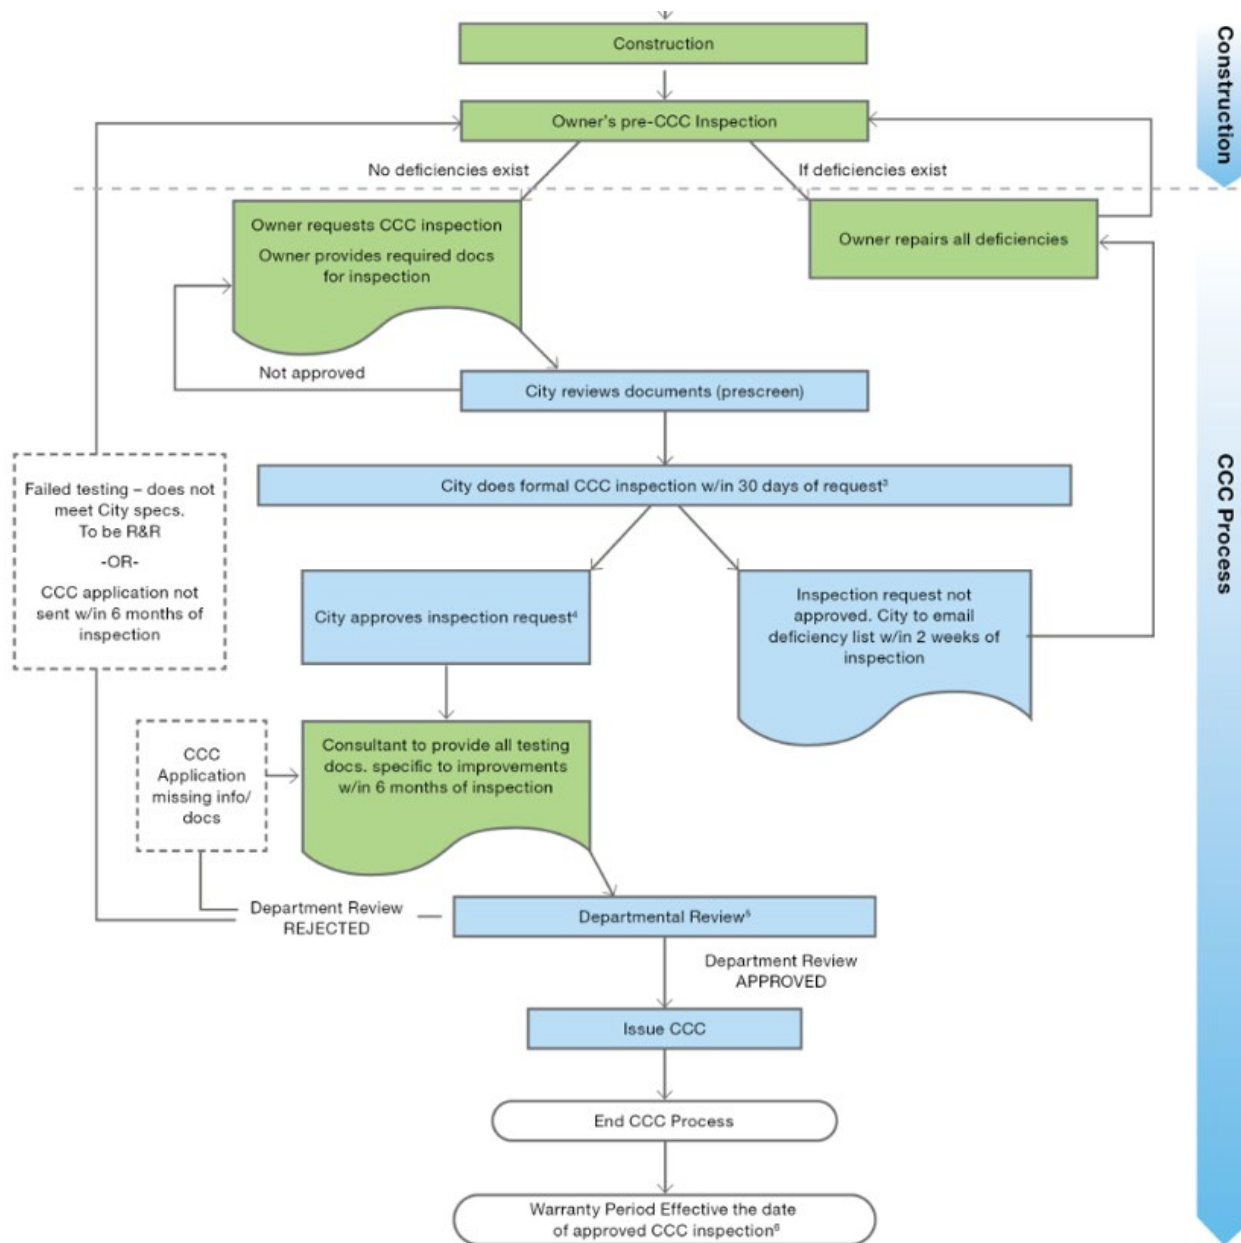 Construction
Construction
Owner's pre-CCC Inspection
No deficiencies exist
If deficiencies exist
Owner requests CCC inspection
Owner provides required docs
for inspection
Owner repairs all deficiencies
Not approved
City reviews documents (prescreen)
CCC Process
City does formal CCC inspection w/in 30 days of request³
Failed testing – does not
meet City specs.
To be R&R
-OR-
CCC application not
sent w/in 6 months of
inspection
City approves inspection request⁴
Inspection request not
approved. City to email
deficiency list w/in 2 weeks of
inspection
CCC
Application
missing info/
docs
Consultant to provide all testing
docs. specific to improvements
w/in 6 months of inspection
Department Review
REJECTED
Departmental Review⁵
Department Review
APPROVED
Issue CCC
End CCC Process
Warranty Period Effective the date
of approved CCC inspection⁶